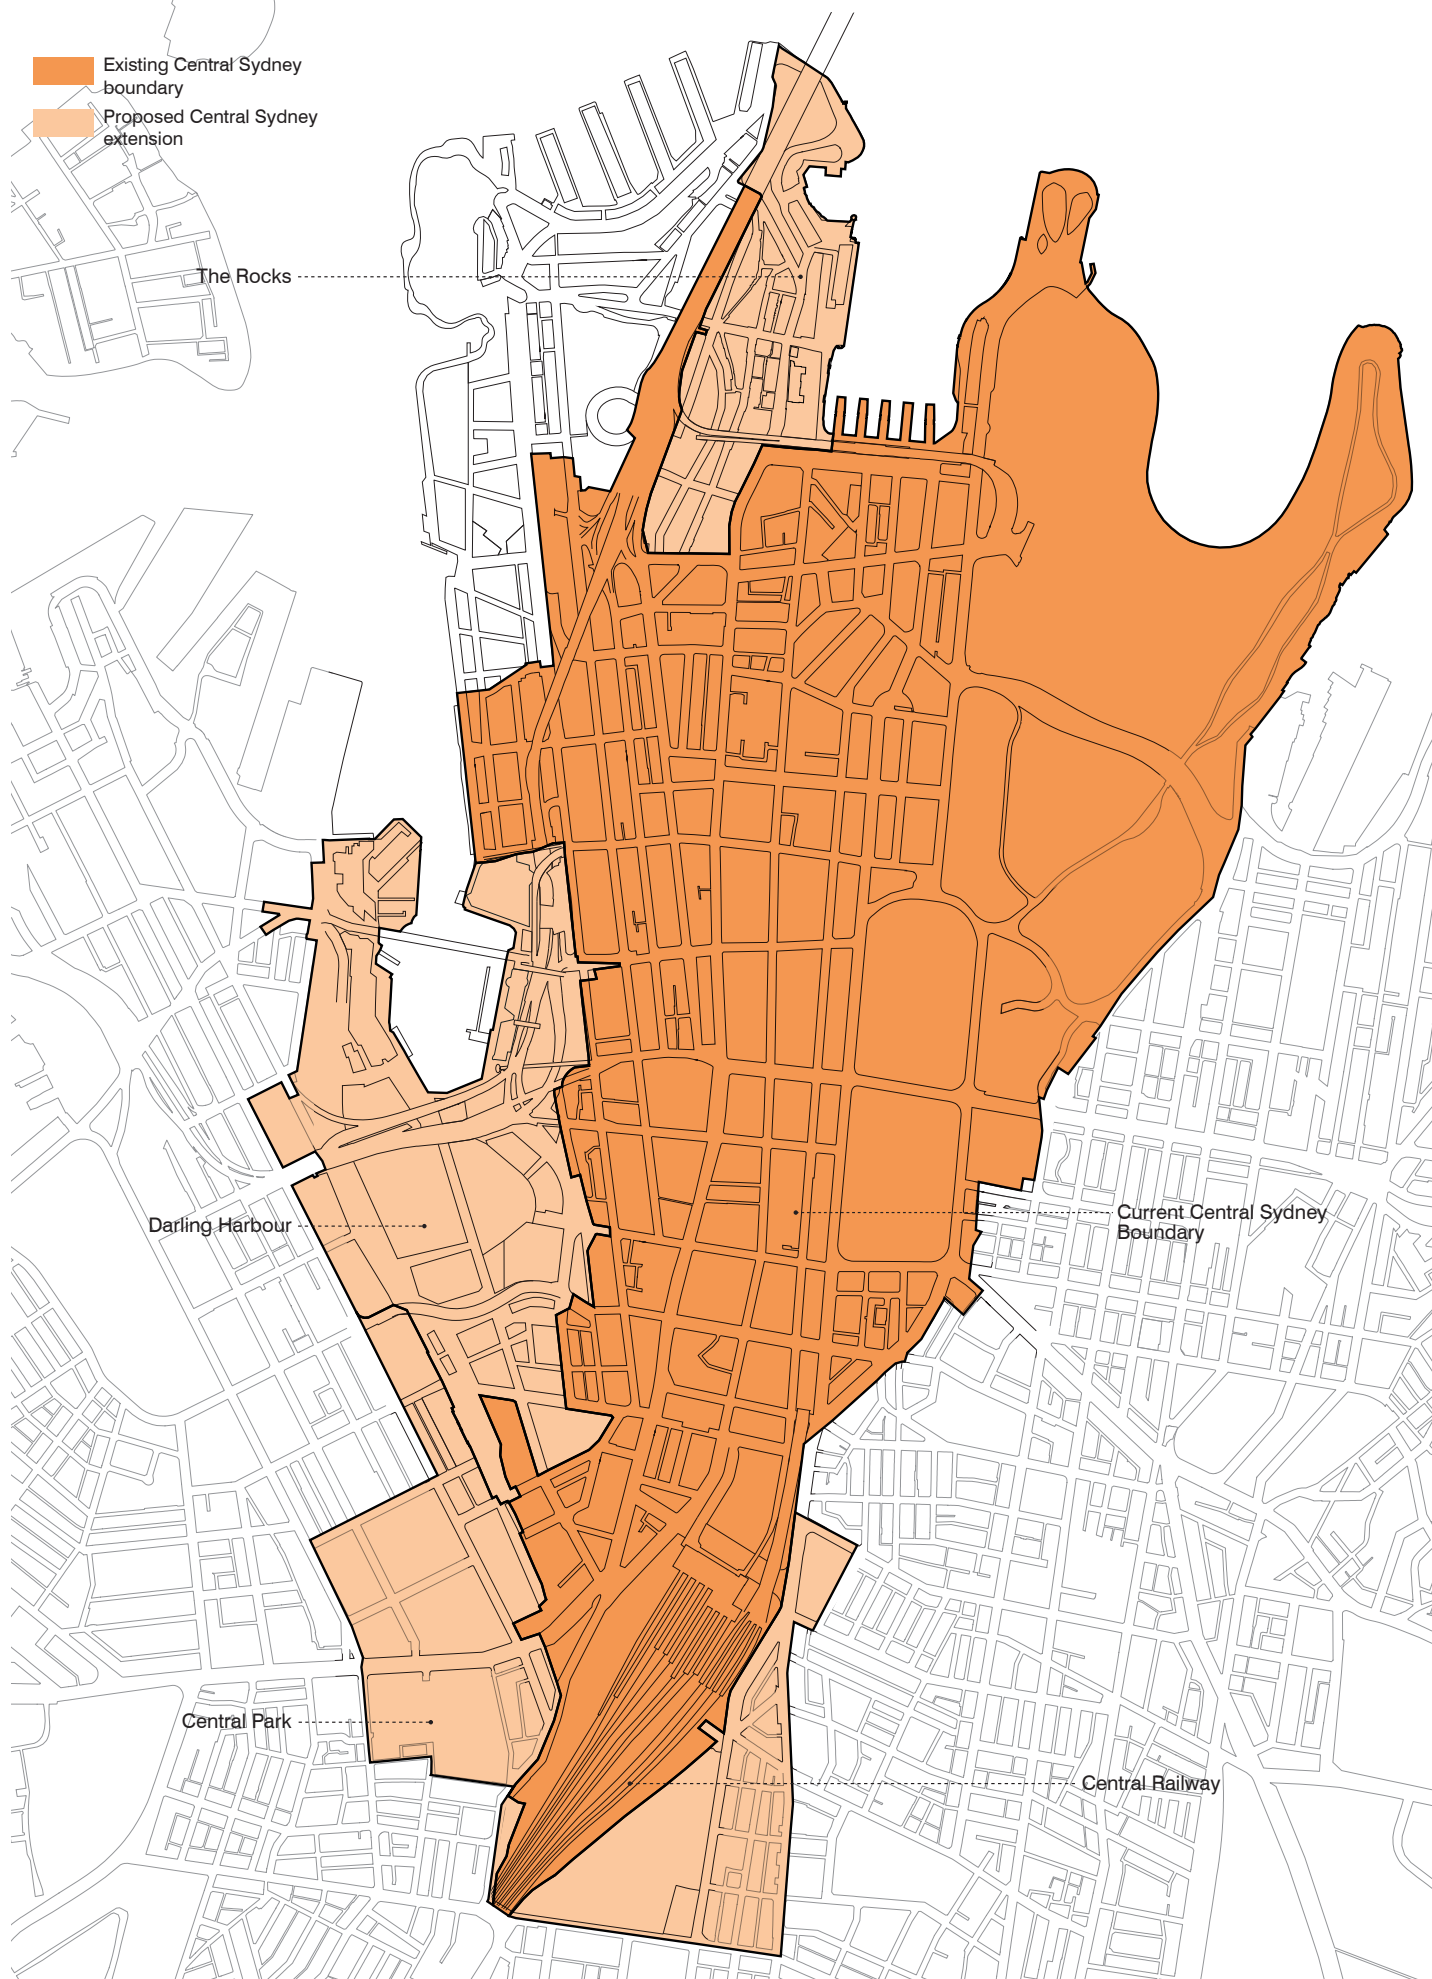 Existing Central Sydney
boundary
Proposed Central Sydney
extension
The Rocks
Darling Harbour
Current Central Sydney
Boundary
Central Park
Central Railway